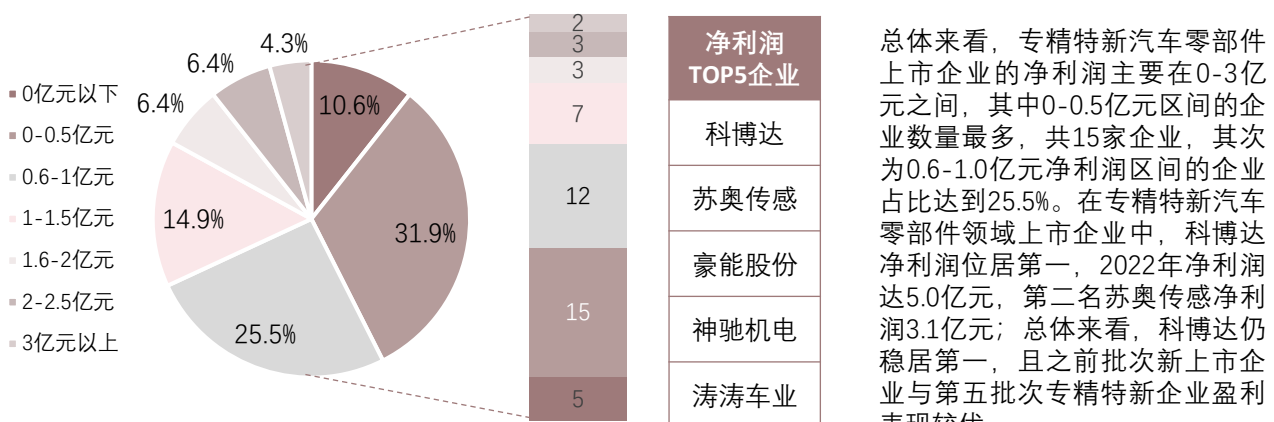 0亿元以下
0-0.5亿元
0.6-1亿元
1-1.5亿元
1.6-2亿元
2-2.5亿元
3亿元以上
4.3%
6.4%
6.4%
10.6%
14.9%
31.9%
25.5%
2
3
3
7
12
15
5
净利润
TOP5企业
科博达
苏奥传感
豪能股份
神驰机电
涛涛车业
总体来看，专精特新汽车零部件
上市企业的净利润主要在0-3亿
元之间，其中0-0.5亿元区间的企
业数量最多，共15家企业，其次
为0.6-1.0亿元净利润区间的企业
占比达到25.5%。在专精特新汽车
零部件领域上市企业中，科博达
净利润位居第一，2022年净利润
达5.0亿元，第二名苏奥传感净利
润3.1亿元；总体来看，科博达仍
稳居第一，且之前批次新上市企
业与第五批次专精特新企业盈利